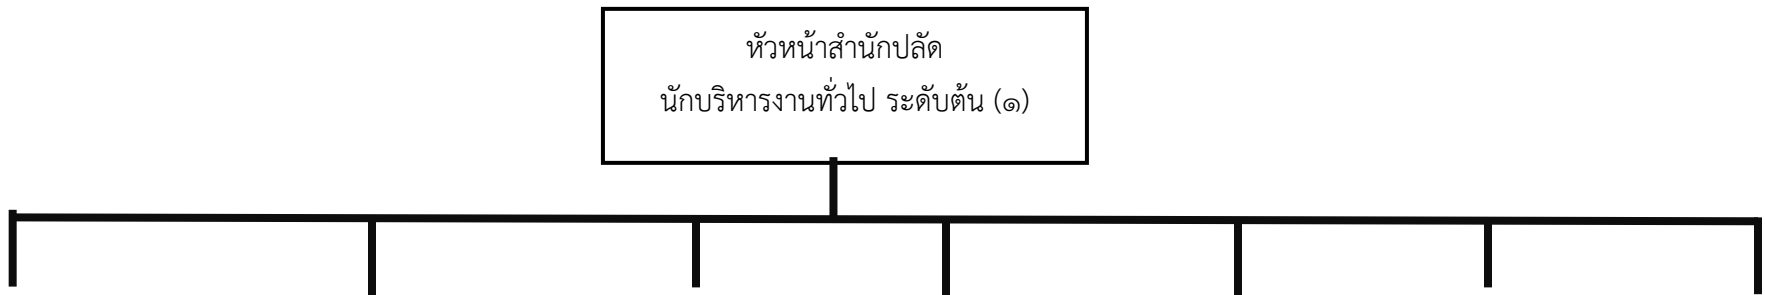 หัวหน้าสำนักปลัด
นักบริหารงานทั่วไป ระดับต้น (๑)